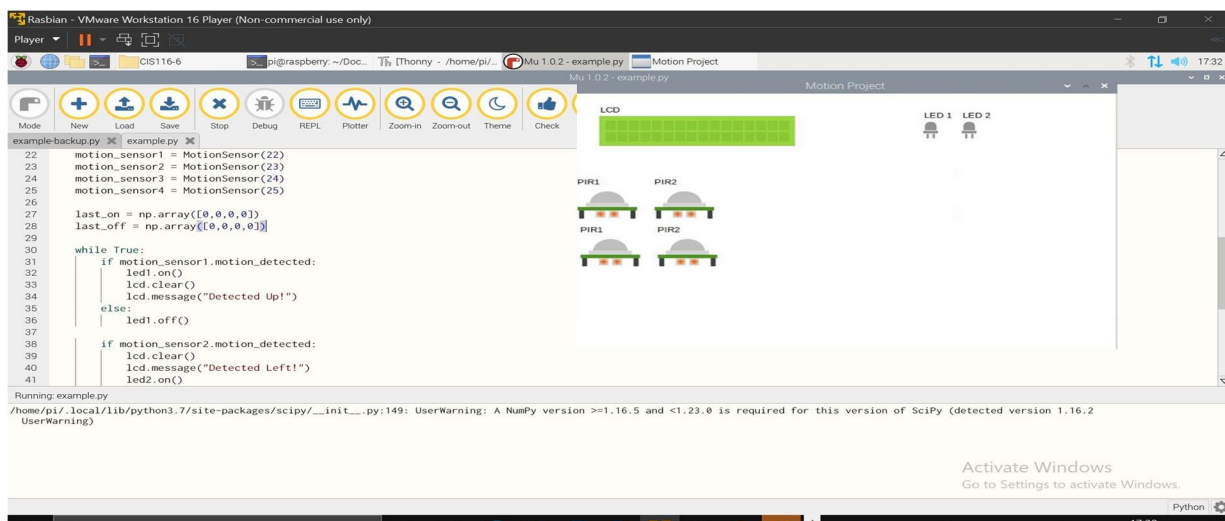 Rasbian - VMware Workstation 16 Player (Non-commercial use only)
Player
CIS116-6
pi@raspberry: ~/Doc...
[Thonny - /home/pi/...
Mu 1.0.2 - example.py
Motion Project
17:32
Mu 1.0.2 - example.py
Mode
New
Load
Save
Stop
Debug
REPL
Plotter
Zoom-in
Zoom-out
Theme
Check
example-backup.py
example.py
22 motion_sensor1 = MotionSensor(22)
23 motion_sensor2 = MotionSensor(23)
24 motion_sensor3 = MotionSensor(24)
25 motion_sensor4 = MotionSensor(25)
26
27 last_on = np.array([0,0,0,0])
28 last_off = np.array([0,0,0,0])
29
30 while True:
31 if motion_sensor1.motion_detected:
32 led1.on()
33 lcd.clear()
34 lcd.message("Detected Up!")
35 else:
36 led1.off()
37
38 if motion_sensor2.motion_detected:
39 lcd.clear()
40 lcd.message("Detected Left!")
41 led2.on()
Motion Project
LCD
LED 1 LED 2
PIR1 PIR2
PIR1 PIR2
Running: example.py
/home/pi/.local/lib/python3.7/site-packages/scipy/__init__.py:149: UserWarning: A NumPy version >=1.16.5 and <1.23.0 is required for this version of SciPy (detected version 1.16.2
UserWarning)
Activate Windows
Go to Settings to activate Windows.
Python